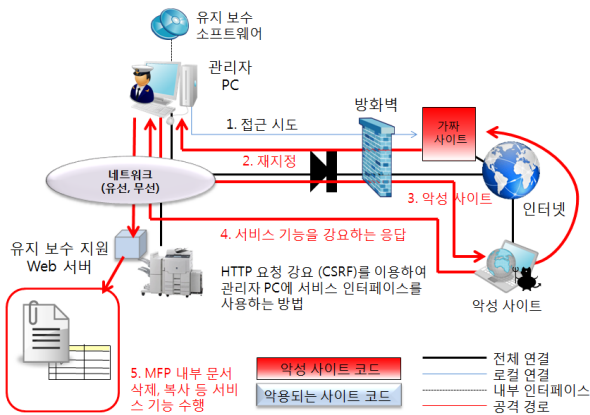 유지 보수
소프트웨어
관리자
PC
방화벽
1. 접근 시도
가짜
사이트
2. 재지정
네트워크
(유선, 무선)
3. 악성 사이트
인터넷
4. 서비스 기능을 강요하는 응답
유지 보수 지원
Web 서버
HTTP 요청 강요 (CSRF)를 이용하여
관리자 PC에 서비스 인터페이스를
사용하는 방법
악성 사이트
5. MFP 내부 문서
삭제, 복사 등 서비
스 기능 수행
악성 사이트 코드
악용되는 사이트 코드
전체 연결
로컬 연결
내부 인터페이스
공격 경로